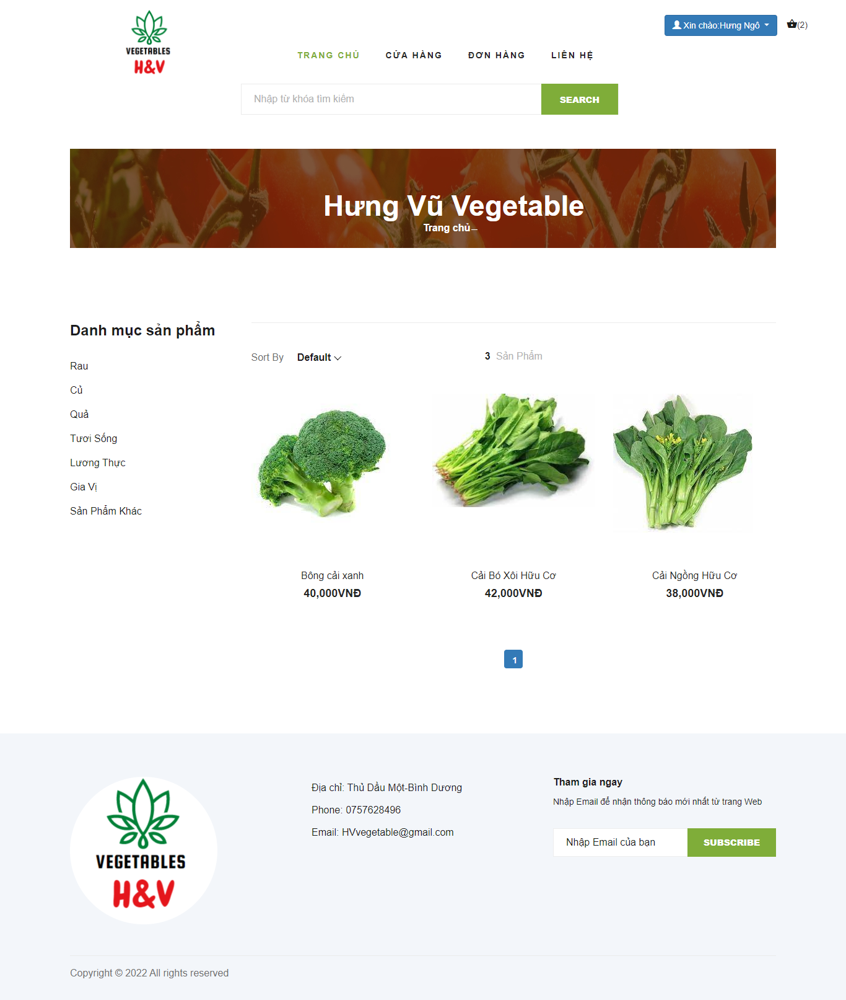 VEGETABLES
H&V
Xin chào:Hưng Ngô
(2)
TRANG CHỦ CỬA HÀNG ĐƠN HÀNG LIÊN HỆ
Nhập từ khóa tìm kiếm
SEARCH
Hưng Vũ Vegetable
Trang chủ—
Danh mục sản phẩm
Rau
Củ
Quả
Tươi Sống
Lương Thực
Gia Vị
Sản Phẩm Khác
Sort By Default 3 Sản Phẩm
Bông cải xanh
40,000VNĐ
Cải Bó Xôi Hữu Cơ
42,000VNĐ
Cải Ngồng Hữu Cơ
38,000VNĐ
1
VEGETABLES
H&V
Địa chỉ: Thủ Dầu Một-Bình Dương
Phone: 0757628496
Email: HVvegetable@gmail.com
Tham gia ngay
Nhập Email để nhận thông báo mới nhất từ trang Web
Nhập Email của bạn
SUBSCRIBE
Copyright © 2022 All rights reserved